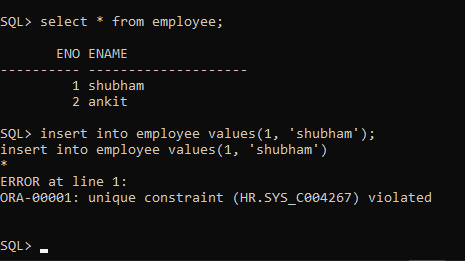 SQL> select * from employee;
       ENO ENAME
---------- --------------------
         1 shubham
         2 ankit
SQL> insert into employee values(1, 'shubham');
insert into employee values(1, 'shubham')
*
ERROR at line 1:
ORA-00001: unique constraint (HR.SYS_C004267) violated
SQL>